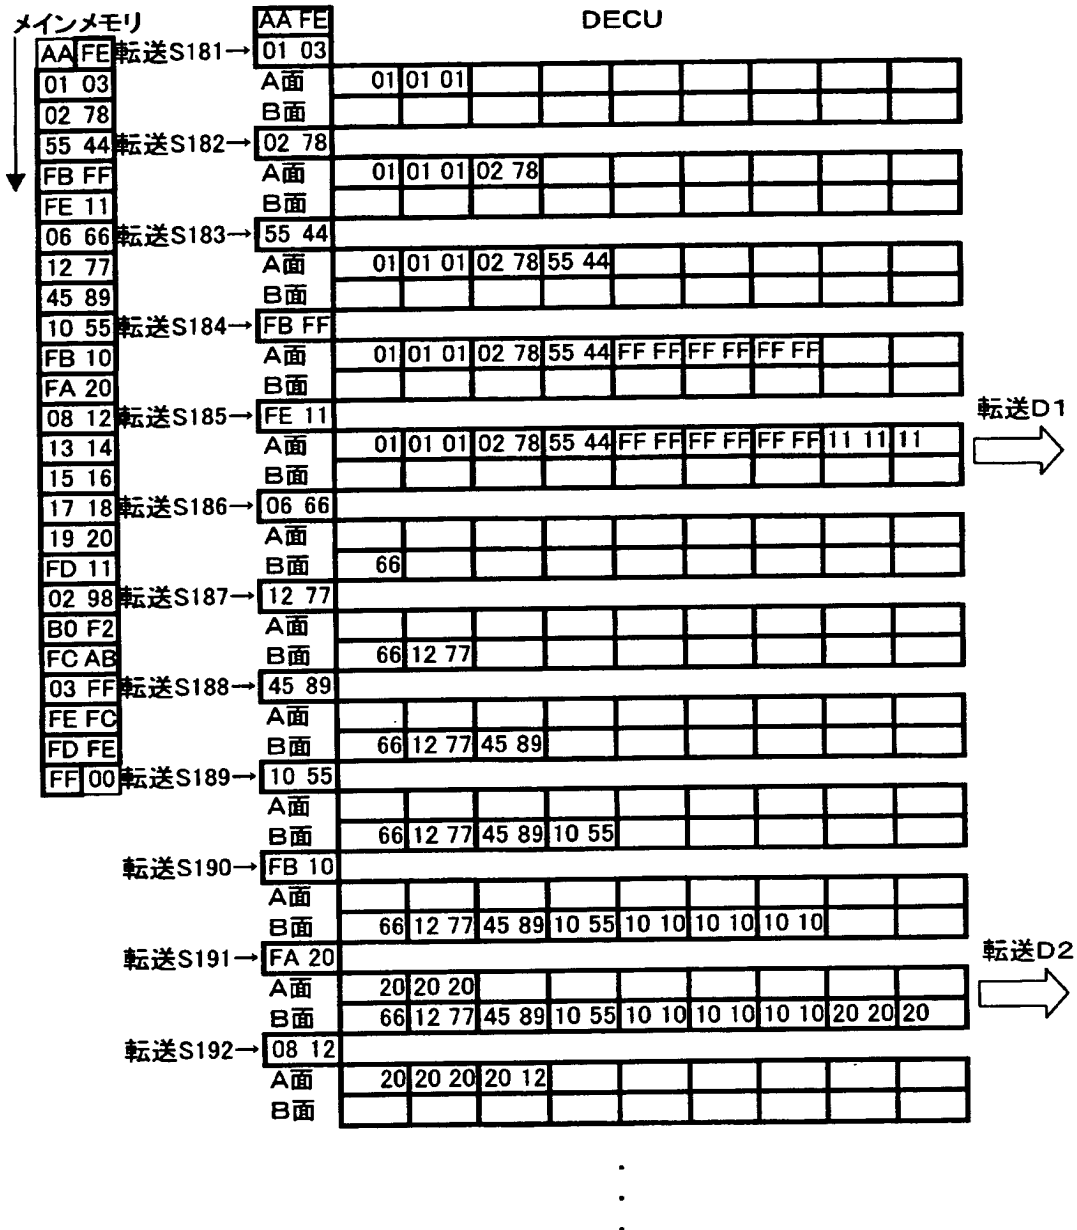 メインメモリ
AA FE
01 03
02 78
55 44
FB FF
FE 11
06 66
12 77
45 89
10 55
FB 10
FA 20
08 12
13 14
15 16
17 18
19 20
FD 11
02 98
B0 F2
FC AB
03 FF
FE FC
FD FE
FF 00
DECU
AA FE
転送S181→ 01 03
A面 01 01 01
B面
転送S182→ 02 78
A面 01 01 01 02 78
B面
転送S183→ 55 44
A面 01 01 01 02 78 55 44
B面
転送S184→ FB FF
A面 01 01 01 02 78 55 44 FF FF FF FF FF FF
B面
転送S185→ FE 11
A面 01 01 01 02 78 55 44 FF FF FF FF FF FF 11 11 11
B面
転送D1
転送S186→ 06 66
A面
B面 66
転送S187→ 12 77
A面
B面 66 12 77
転送S188→ 45 89
A面
B面 66 12 77 45 89
転送S189→ 10 55
A面
B面 66 12 77 45 89 10 55
転送S190→ FB 10
A面
B面 66 12 77 45 89 10 55 10 10 10 10 10 10
転送S191→ FA 20
A面 20 20 20
B面 66 12 77 45 89 10 55 10 10 10 10 10 10 20 20 20
転送D2
転送S192→ 08 12
A面 20 20 20 20 12
B面